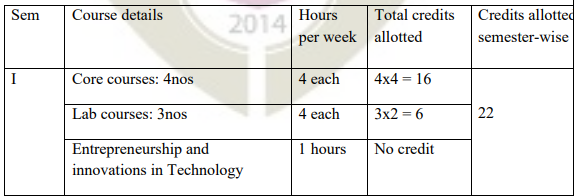 Sem Course details Hours per week Total credits allotted Credits allotted semester-wise
2014
I Core courses: 4nos 4 each 4x4 = 16 22
Lab courses: 3nos 4 each 3x2 = 6
Entrepreneurship and innovations in Technology 1 hours No credit